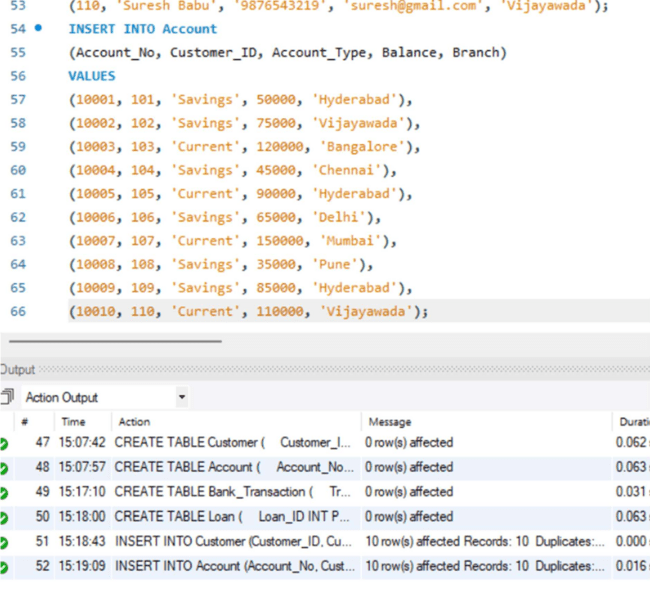 53 (110, 'Suresh Babu', '9876543219', 'suresh@gmail.com', 'Vijayawada');
54 INSERT INTO Account
55 (Account_No, Customer_ID, Account_Type, Balance, Branch)
56 VALUES
57 (10001, 101, 'Savings', 50000, 'Hyderabad'),
58 (10002, 102, 'Savings', 75000, 'Vijayawada'),
59 (10003, 103, 'Current', 120000, 'Bangalore'),
60 (10004, 104, 'Savings', 45000, 'Chennai'),
61 (10005, 105, 'Current', 90000, 'Hyderabad'),
62 (10006, 106, 'Savings', 65000, 'Delhi'),
63 (10007, 107, 'Current', 150000, 'Mumbai'),
64 (10008, 108, 'Savings', 35000, 'Pune'),
65 (10009, 109, 'Savings', 85000, 'Hyderabad'),
66 (10010, 110, 'Current', 110000, 'Vijayawada');
Output
Action Output
# Time Action Message Durati
47 15:07:42 CREATE TABLE Customer ( Customer_I... 0 row(s) affected 0.062
48 15:07:57 CREATE TABLE Account ( Account_No... 0 row(s) affected 0.063
49 15:17:10 CREATE TABLE Bank_Transaction ( Tr... 0 row(s) affected 0.031
50 15:18:00 CREATE TABLE Loan ( Loan_ID INT P... 0 row(s) affected 0.063
51 15:18:43 INSERT INTO Customer (Customer_ID, Cu... 10 row(s) affected Records: 10 Duplicates:... 0.000
52 15:19:09 INSERT INTO Account (Account_No, Cust... 10 row(s) affected Records: 10 Duplicates:... 0.016